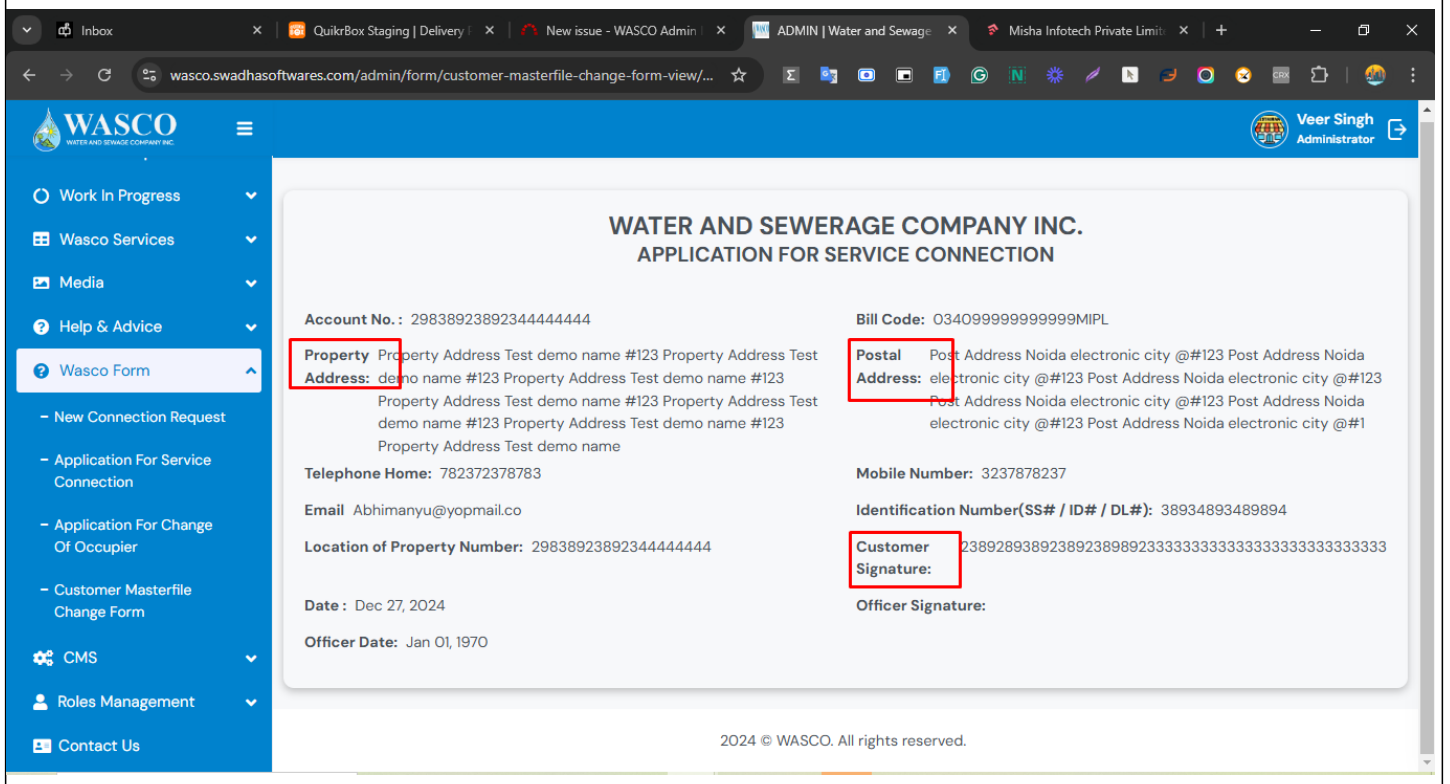 Inbox
QuikrBox Staging | Delivery
New issue - WASCO Admin
ADMIN | Water and Sewage
Misha Infotech Private Limit
wasco.swadhasoftwares.com/admin/form/customer-masterfile-change-form-view/...
CRX
WASCO
WATER AND SEWAGE COMPANY INC.
Veer Singh
Administrator
Work In Progress
Wasco Services
Media
Help & Advice
Wasco Form
- New Connection Request
- Application For Service
Connection
- Application For Change
Of Occupier
- Customer Masterfile
Change Form
CMS
Roles Management
Contact Us
WATER AND SEWERAGE COMPANY INC.
APPLICATION FOR SERVICE CONNECTION
Account No. : 29838923892344444444
Bill Code: 034099999999999MIPL
Property Address: Property Address Test demo name #123 Property Address Test
demo name #123 Property Address Test demo name #123
Property Address Test demo name #123 Property Address Test
demo name #123 Property Address Test demo name #123
Property Address Test demo name
Postal Address: Post Address Noida electronic city @#123 Post Address Noida
electronic city @#123 Post Address Noida electronic city @#123
Post Address Noida electronic city @#123 Post Address Noida
electronic city @#123 Post Address Noida electronic city @#1
Telephone Home: 782372378783
Mobile Number: 3237878237
Email Abhimanyu@yopmail.co
Identification Number(SS# / ID# / DL#): 38934893489894
Location of Property Number: 29838923892344444444
Customer Signature:
Date : Dec 27, 2024
Officer Signature:
Officer Date: Jan 01, 1970
2024 © WASCO. All rights reserved.